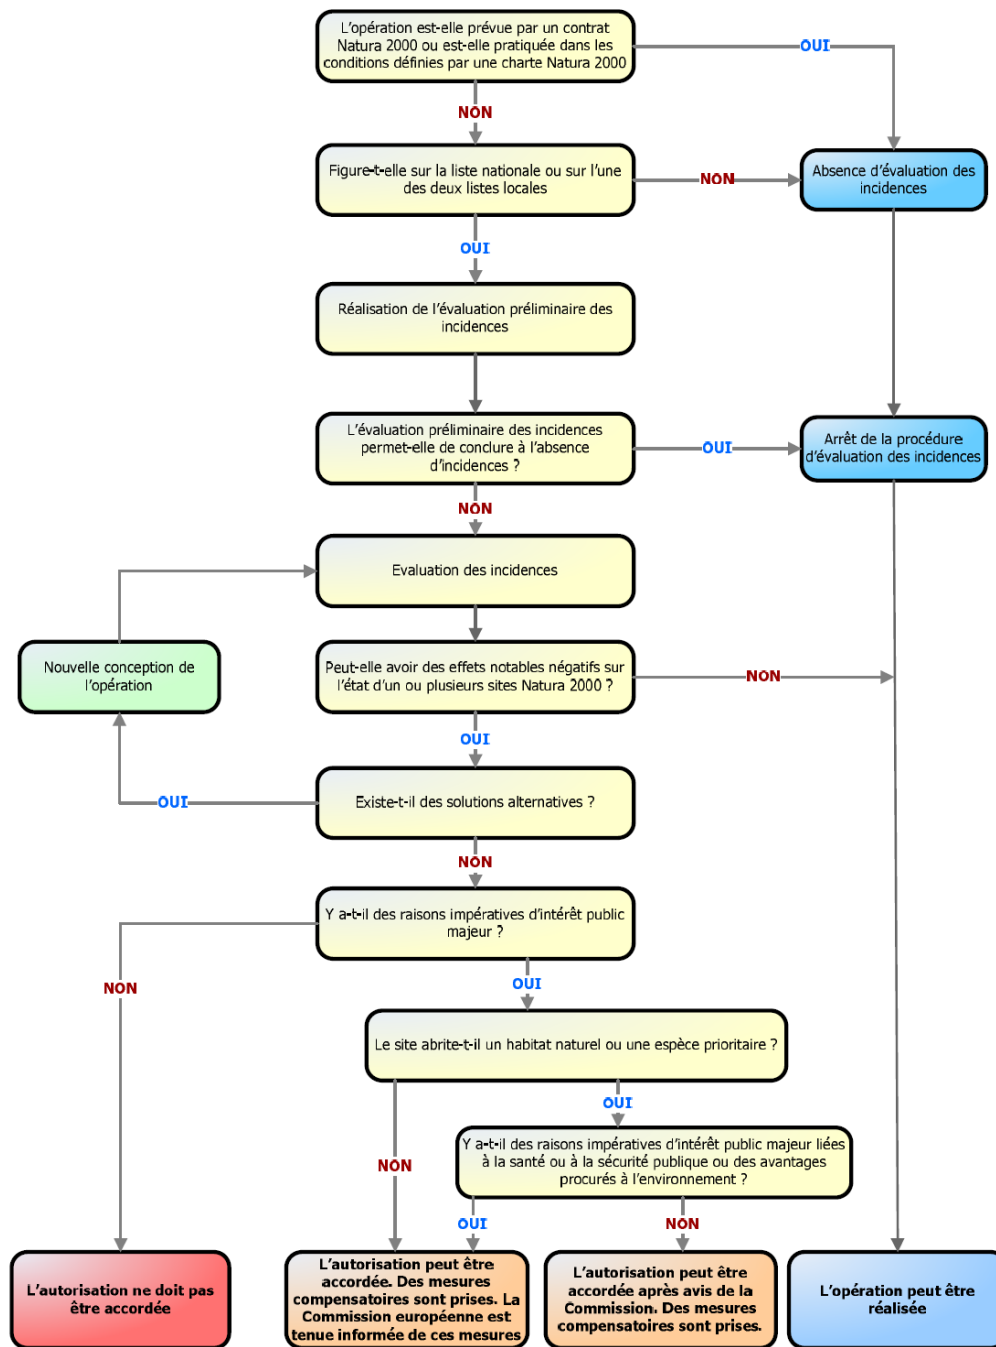 L'opération est-elle prévue par un contrat
Natura 2000 ou est-elle pratiquée dans les
conditions définies par une charte Natura 2000
OUI
NON
Figure-t-elle sur la liste nationale ou sur l'une
des deux listes locales
NON
Absence d'évaluation des
incidences
OUI
Réalisation de l'évaluation préliminaire des
incidences
L'évaluation préliminaire des incidences
permet-elle de conclure à l'absence
d'incidences ?
OUI
Arrêt de la procédure
d'évaluation des incidences
NON
Evaluation des incidences
Nouvelle conception de
l'opération
Peut-elle avoir des effets notables négatifs sur
l'état d'un ou plusieurs sites Natura 2000 ?
NON
OUI
Existe-t-il des solutions alternatives ?
OUI
NON
Y a-t-il des raisons impératives d'intérêt public
majeur ?
NON
OUI
Le site abrite-t-il un habitat naturel ou une espèce prioritaire ?
OUI
NON
Y a-t-il des raisons impératives d'intérêt public majeur liées
à la santé ou à la sécurité publique ou des avantages
procurés à l'environnement ?
OUI
NON
L'autorisation ne doit pas
être accordée
L'autorisation peut être
accordée. Des mesures
compensatoires sont prises. La
Commission européenne est
tenue informée de ces mesures
L'autorisation peut être
accordée après avis de la
Commission. Des mesures
compensatoires sont prises.
L'opération peut être
réalisée